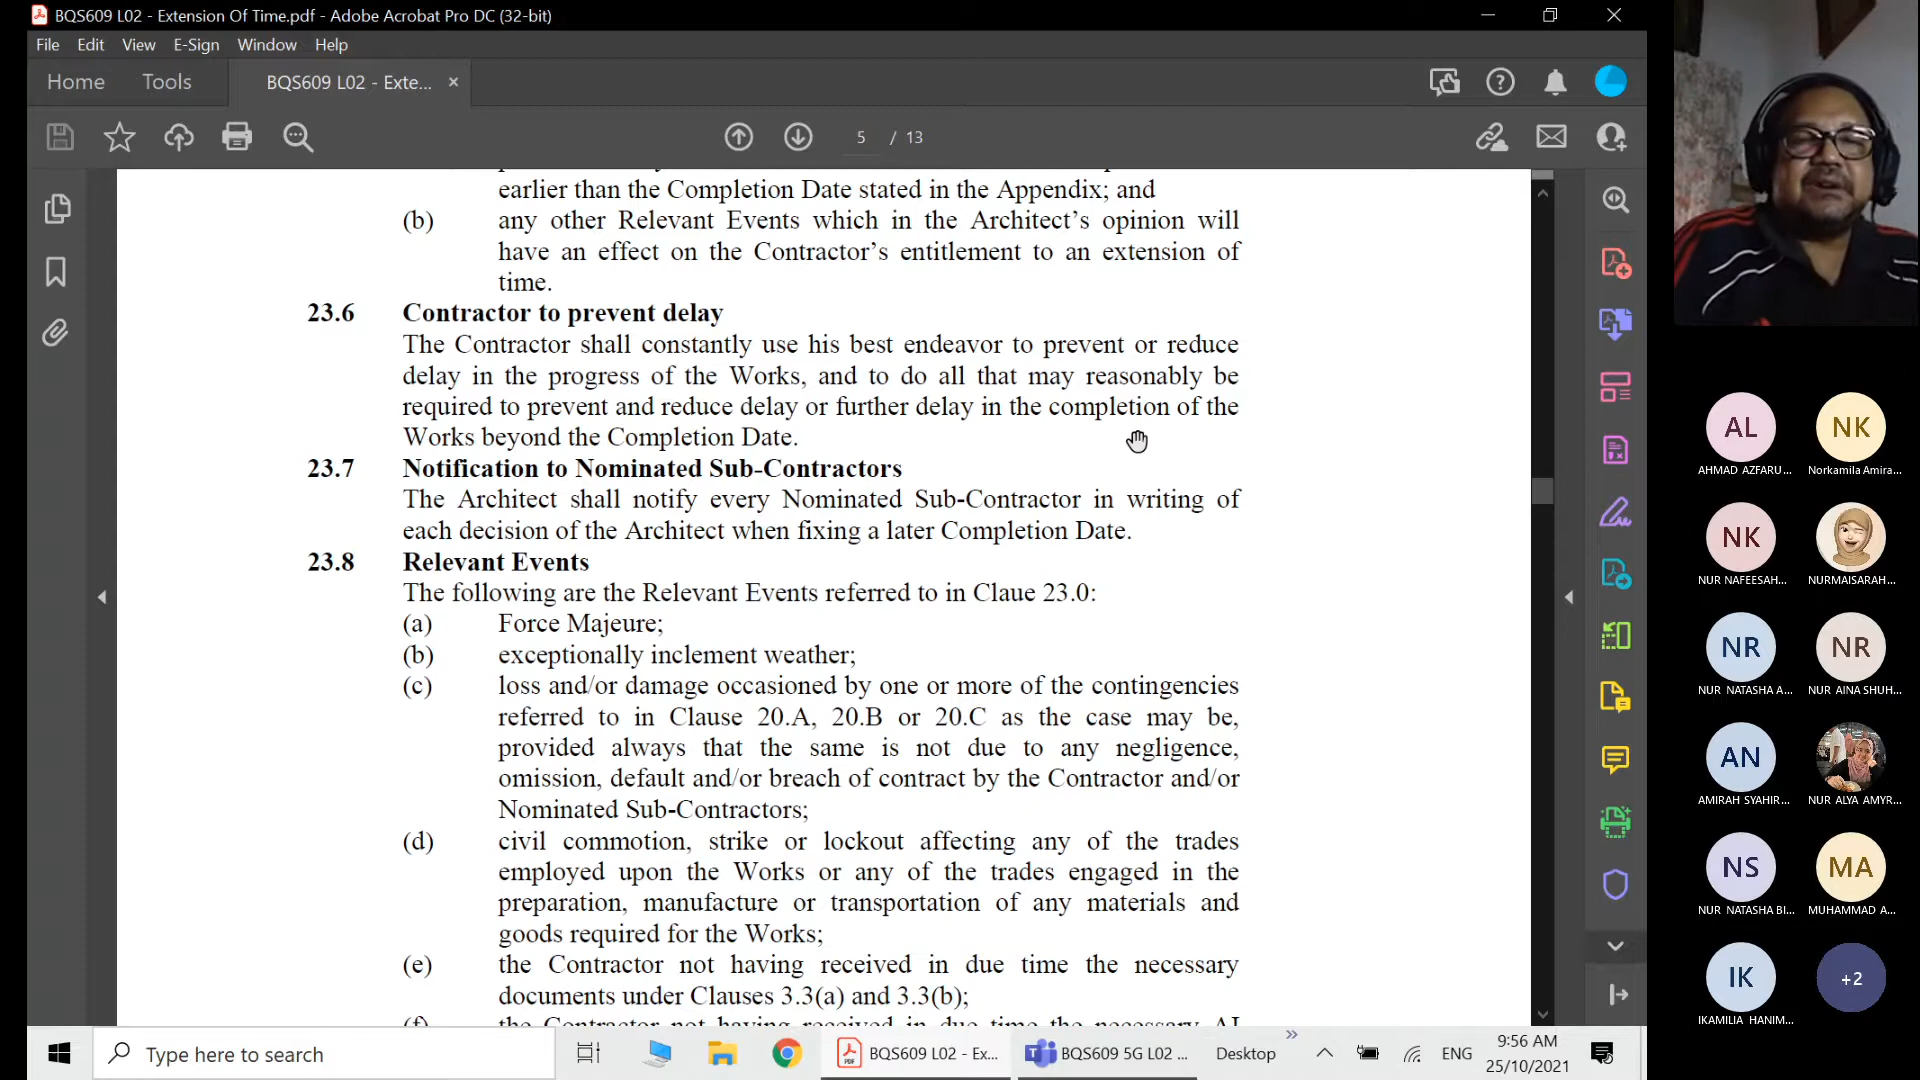 BQS609 L02 - Extension Of Time.pdf - Adobe Acrobat Pro DC (32-bit)
File Edit View E-Sign Window Help
Home Tools BQS609 L02 - Exte... ×
5 / 13
earlier than the Completion Date stated in the Appendix; and
(b) any other Relevant Events which in the Architect's opinion will
have an effect on the Contractor's entitlement to an extension of
time.
23.6 Contractor to prevent delay
The Contractor shall constantly use his best endeavor to prevent or reduce
delay in the progress of the Works, and to do all that may reasonably be
required to prevent and reduce delay or further delay in the completion of the
Works beyond the Completion Date.
23.7 Notification to Nominated Sub-Contractors
The Architect shall notify every Nominated Sub-Contractor in writing of
each decision of the Architect when fixing a later Completion Date.
23.8 Relevant Events
The following are the Relevant Events referred to in Claue 23.0:
(a) Force Majeure;
(b) exceptionally inclement weather;
(c) loss and/or damage occasioned by one or more of the contingencies
referred to in Clause 20.A, 20.B or 20.C as the case may be,
provided always that the same is not due to any negligence,
omission, default and/or breach of contract by the Contractor and/or
Nominated Sub-Contractors;
(d) civil commotion, strike or lockout affecting any of the trades
employed upon the Works or any of the trades engaged in the
preparation, manufacture or transportation of any materials and
goods required for the Works;
(e) the Contractor not having received in due time the necessary
documents under Clauses 3.3(a) and 3.3(b);
(f) the Contractor not having received in due time the necessary AI
AL NK
AHMAD AZFARU... Norkamila Amira...
NK
NUR NAFEESAH... NURMAISARAH...
NR NR
NUR NATASHA A... NUR AINA SHUH...
AN
AMIRAH SYAHIR... NUR ALYA AMYR...
NS MA
NUR NATASHA BI... MUHAMMAD A...
IK +2
IKAMILIA HANIM...
Type here to search
BQS609 L02 - Ex... BQS609 5G L02 ... Desktop » ENG
9:56 AM
25/10/2021